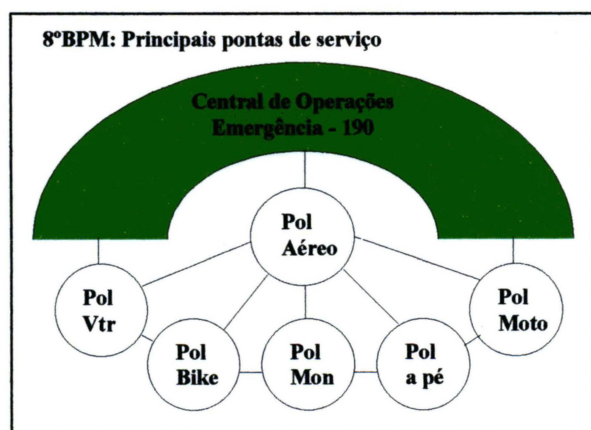 8ºBPM: Principais pontas de serviço
Central de Operações
Emergência - 190
Pol
Aéreo
Pol
Vtr
Pol
Moto
Pol
Bike
Pol
Mon
Pol
a pé